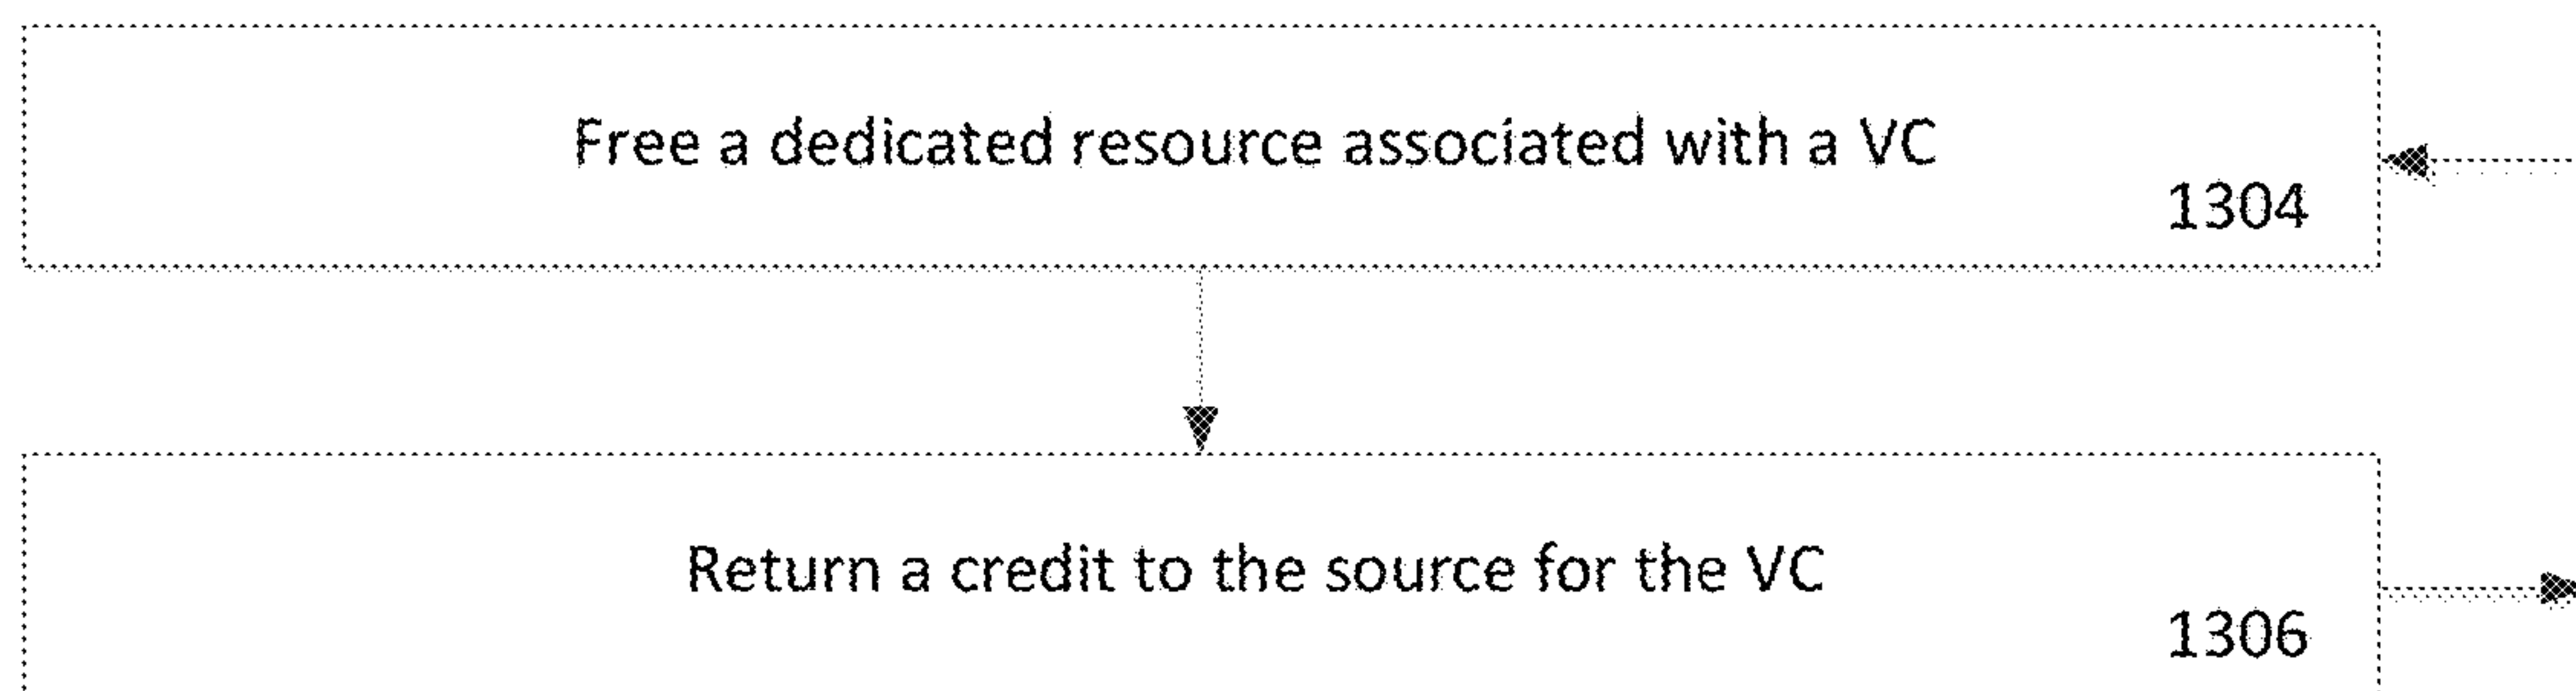 Free a dedicated resource associated with a VC
1304
Return a credit to the source for the VC
1306